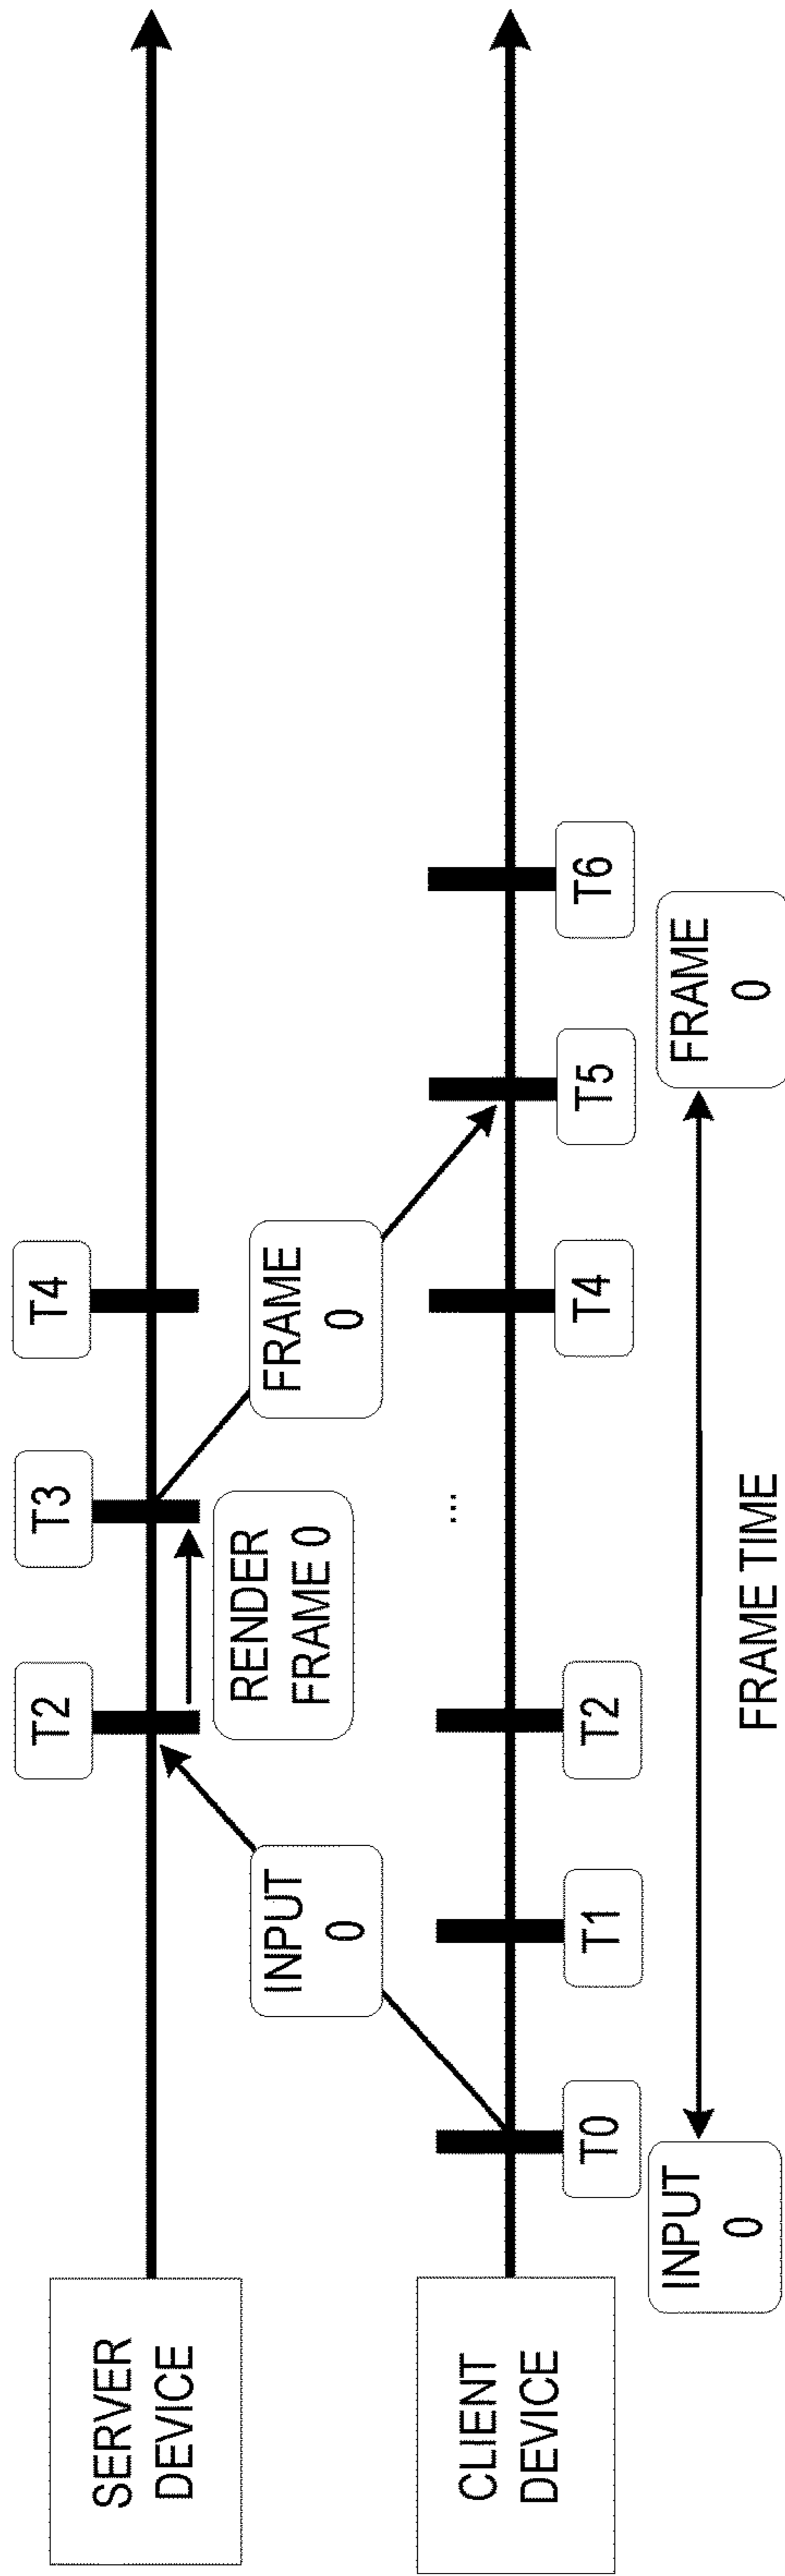 SERVER
DEVICE
T2
T3
T4
INPUT
0
RENDER
FRAME 0
FRAME
0
...
CLIENT
DEVICE
T0
T1
T2
T4
T5
T6
INPUT
0
FRAME TIME
FRAME
0